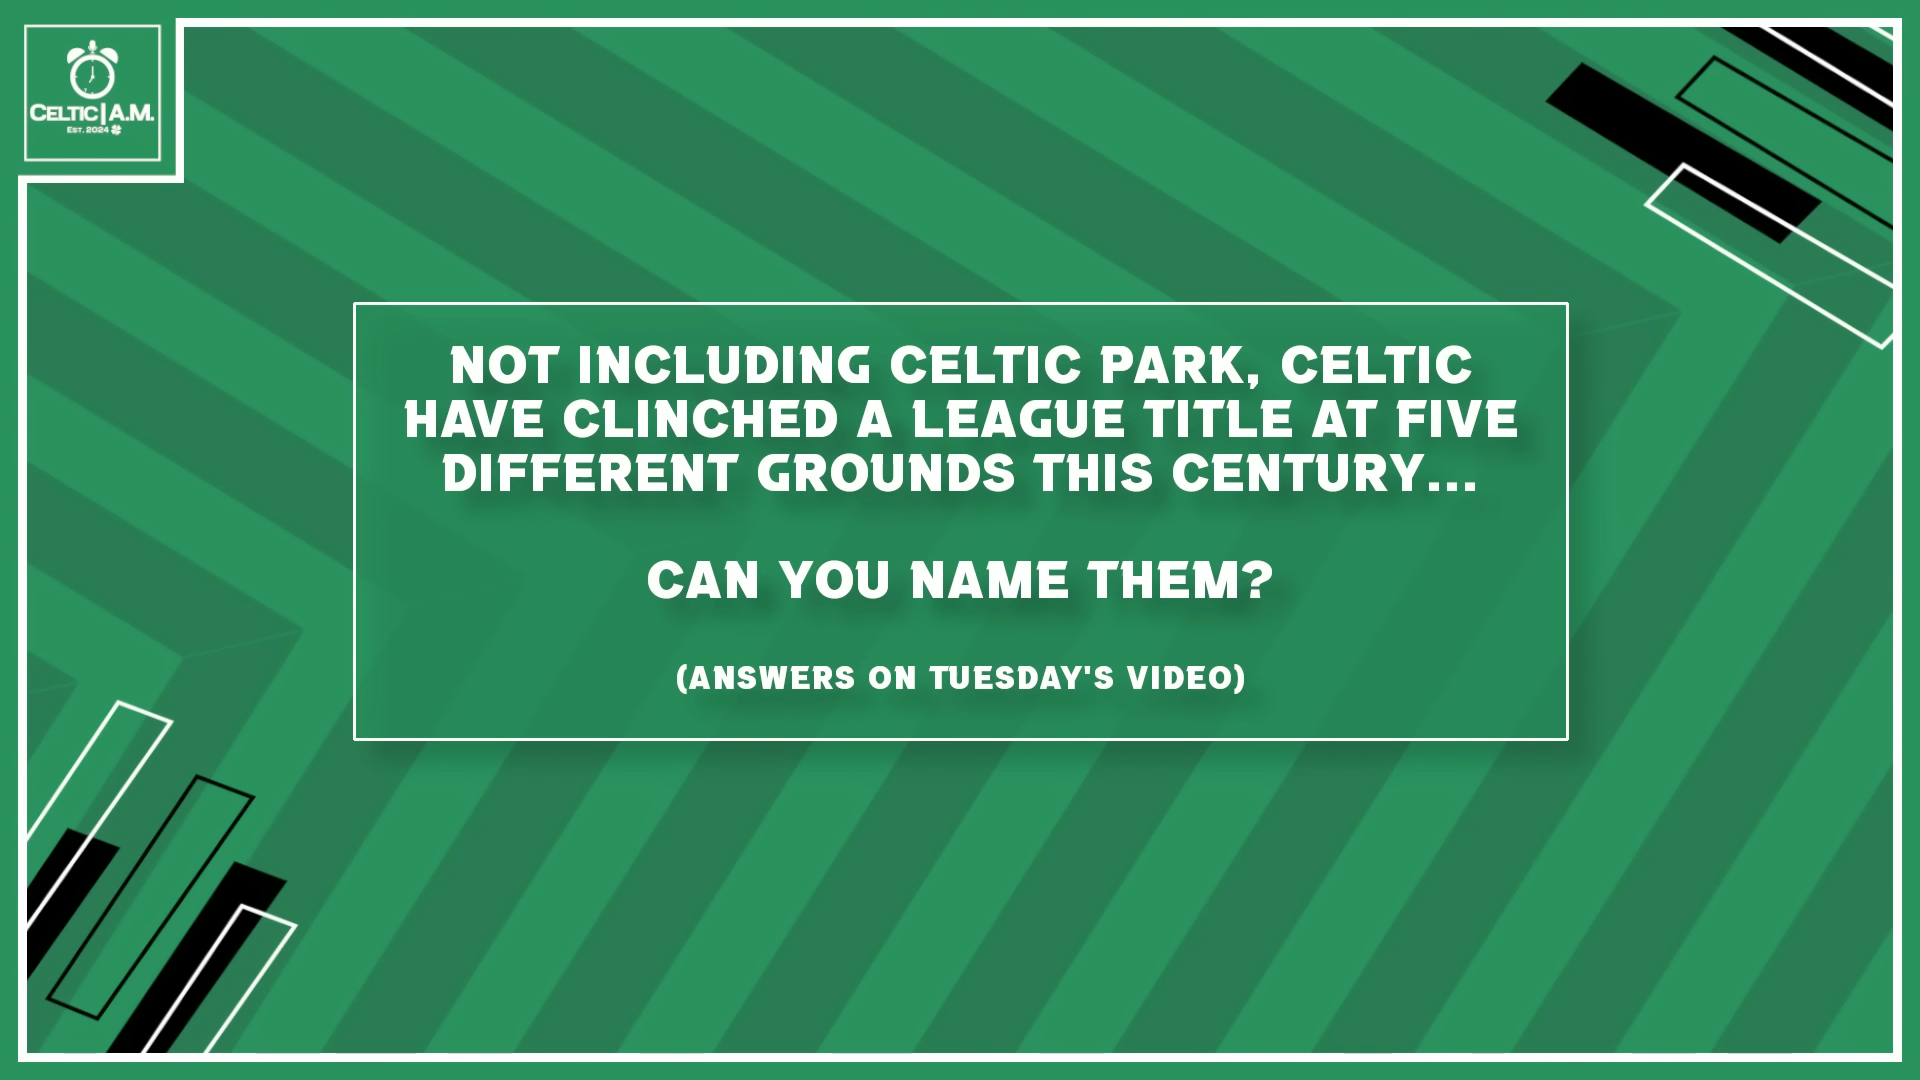 CELTIC|A.M.
EST. 2024
NOT INCLUDING CELTIC PARK, CELTIC
HAVE CLINCHED A LEAGUE TITLE AT FIVE
DIFFERENT GROUNDS THIS CENTURY...
CAN YOU NAME THEM?
(ANSWERS ON TUESDAY'S VIDEO)